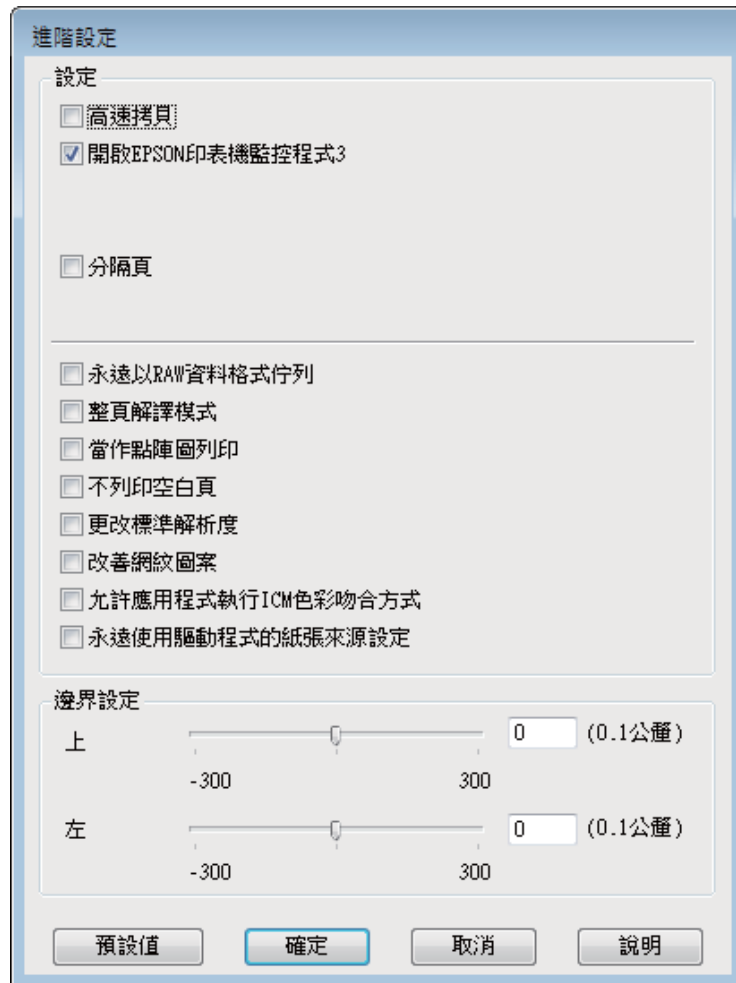 進階設定
設定
高速拷貝
開啟EPSON印表機監控程式3
分隔頁
永遠以RAW資料格式佇列
整頁解譯模式
當作點陣圖列印
不列印空白頁
更改標準解析度
改善網紋圖案
允許應用程式執行ICM色彩吻合方式
永遠使用驅動程式的紙張來源設定
邊界設定
上 0 (0.1公釐)
-300 300
左 0 (0.1公釐)
-300 300
預設值 確定 取消 說明